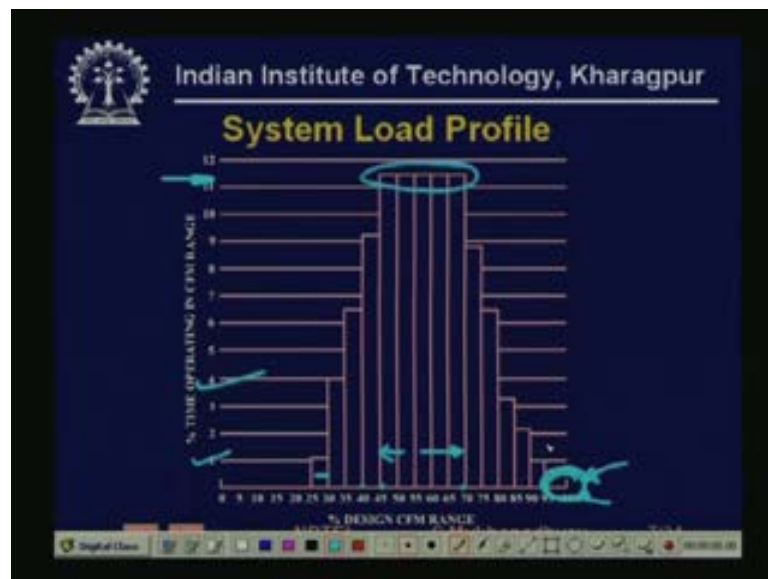 Indian Institute of Technology, Kharagpur
System Load Profile
12
11
10
9
8
7
6
5
4
3
2
1
% TIME OPERATING IN CFM RANGE
0 5 10 15 20 25 30 35 40 45 50 55 60 65 70 75 80 85 90 95
% DESIGN CFM RANGE
NPTEL
Digital Class